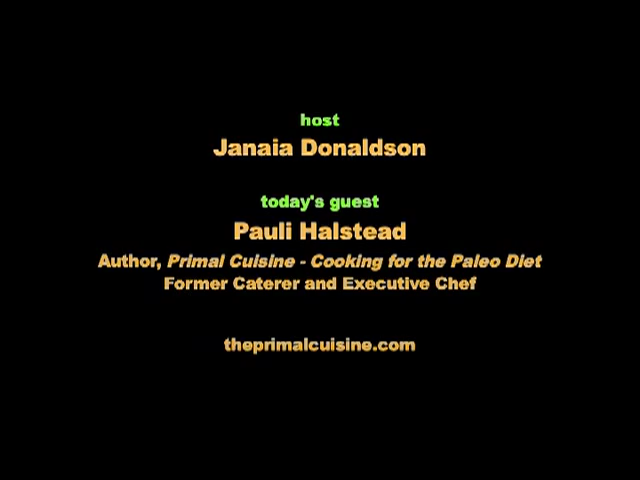 host
Janaia Donaldson
today's guest
Pauli Halstead
Author, Primal Cuisine - Cooking for the Paleo Diet
Former Caterer and Executive Chef
theprimalcuisine.com